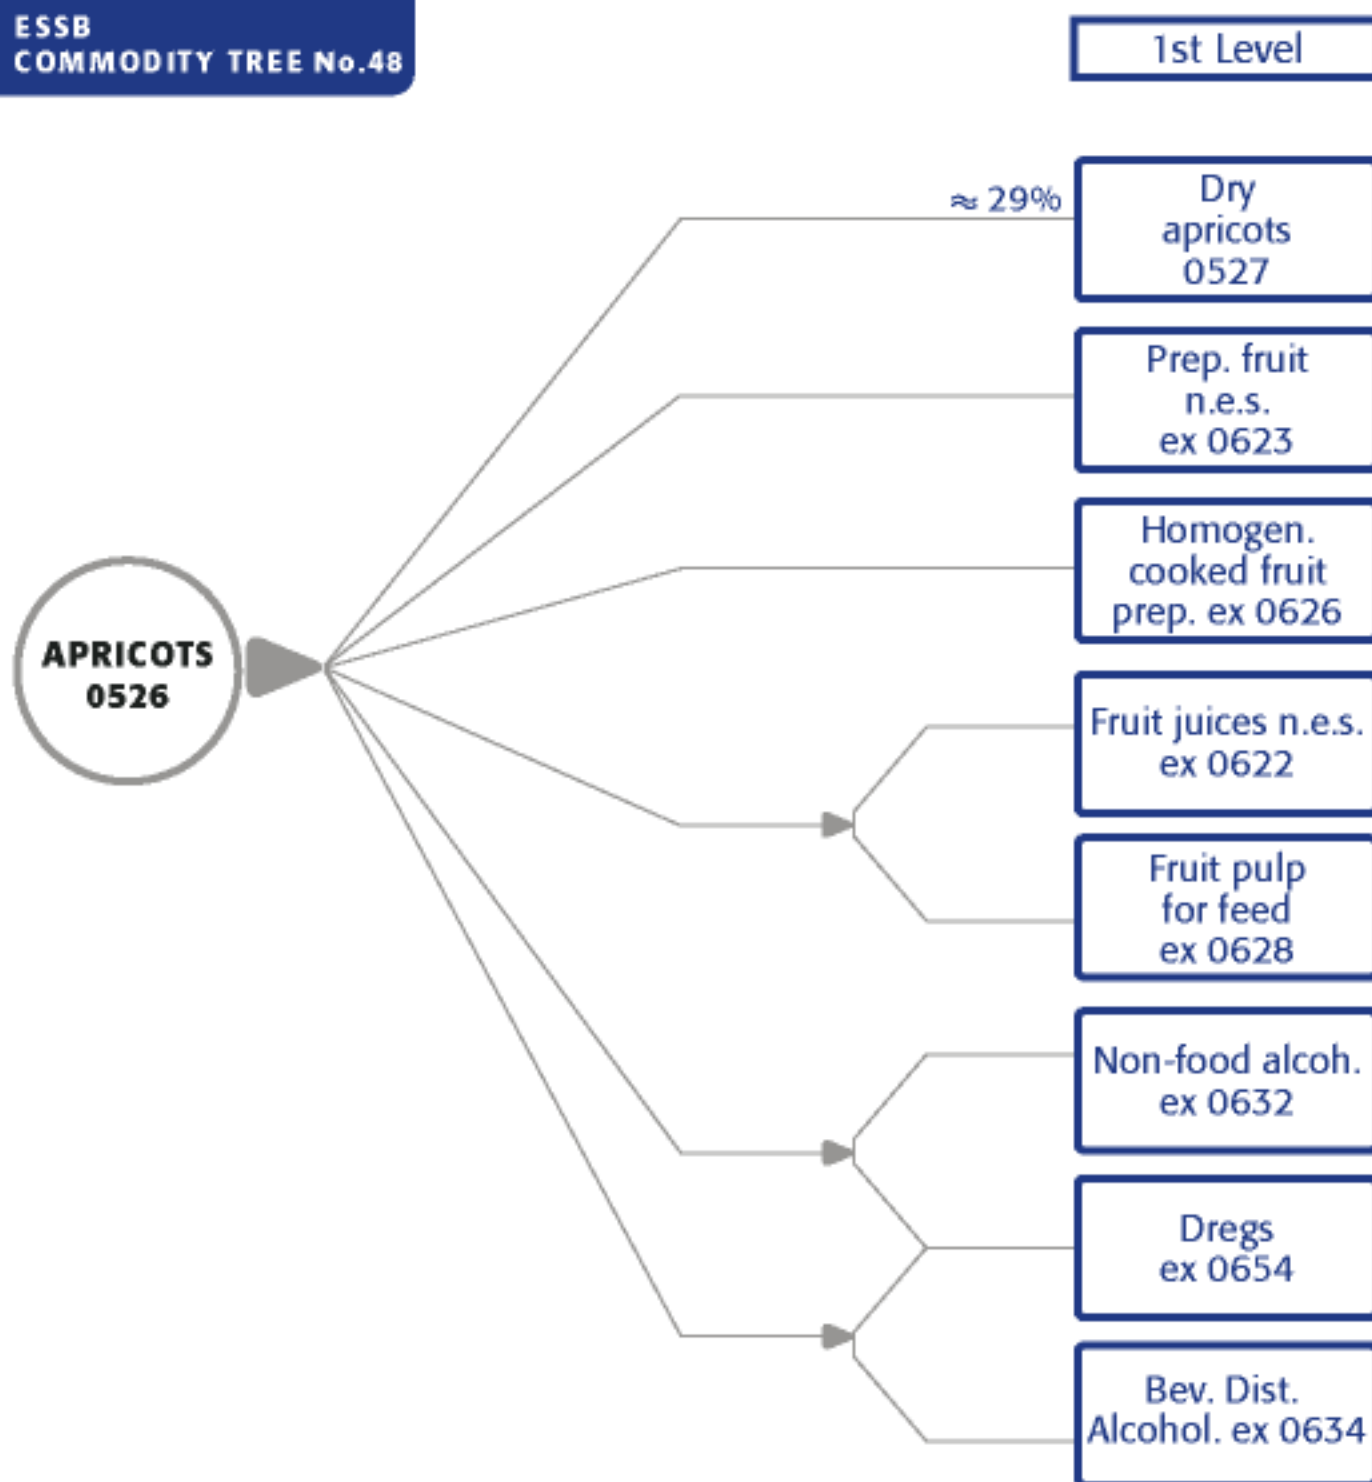 ESSB
COMMODITY TREE No.48
1st Level
≈ 29%
Dry
apricots
0527
Prep. fruit
n.e.s.
ex 0623
Homogen.
cooked fruit
prep. ex 0626
APRICOTS
0526
Fruit juices n.e.s.
ex 0622
Fruit pulp
for feed
ex 0628
Non-food alcoh.
ex 0632
Dregs
ex 0654
Bev. Dist.
Alcohol. ex 0634